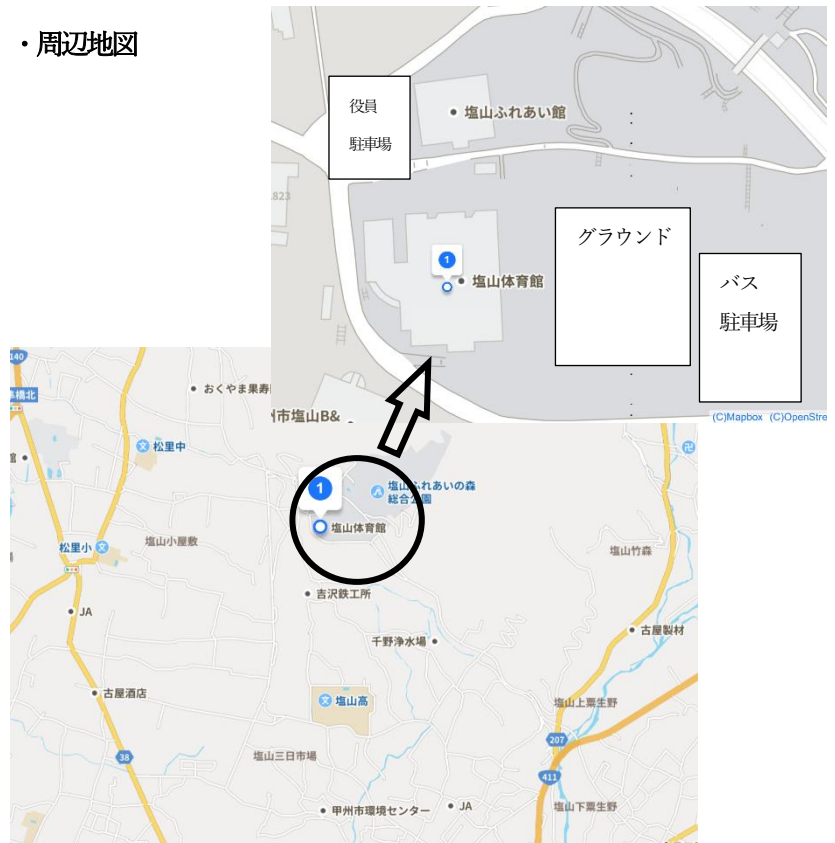 ・周辺地図
役員
駐車場
塩山ふれあい館
823
グラウンド
1
塩山体育館
バス
駐車場
市塩山B&
(C)Mapbox (C)OpenStre
140
橋北
おくやま果寿
松里中
館
1
塩山ふれあいの森
総合公園
塩山体育館
松里小
塩山小屋敷
塩山竹森
吉沢鉄工所
JA
千野浄水場
古屋製材
古屋酒店
塩山高
塩山上粟生野
207
38
塩山三日市場
411
甲州市環境センター
JA
塩山下粟生野